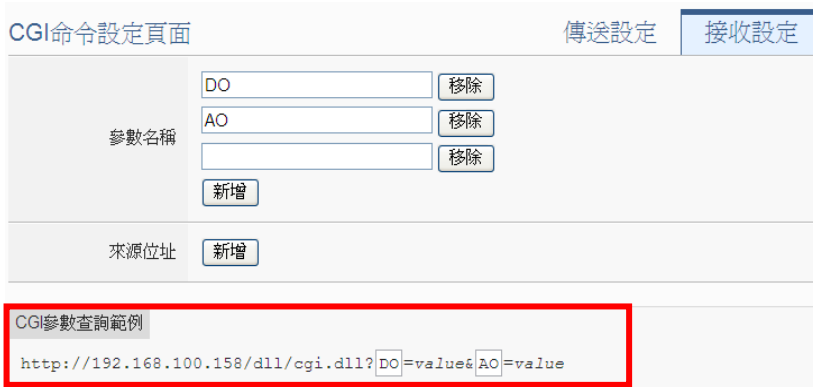 CGI命令設定頁面 傳送設定 接收設定
DO 移除
AO 移除
參數名稱
移除
新增
來源位址 新增
CGI參數查詢範例
http://192.168.100.158/dll/cgi.dll?DO=value&AO=value